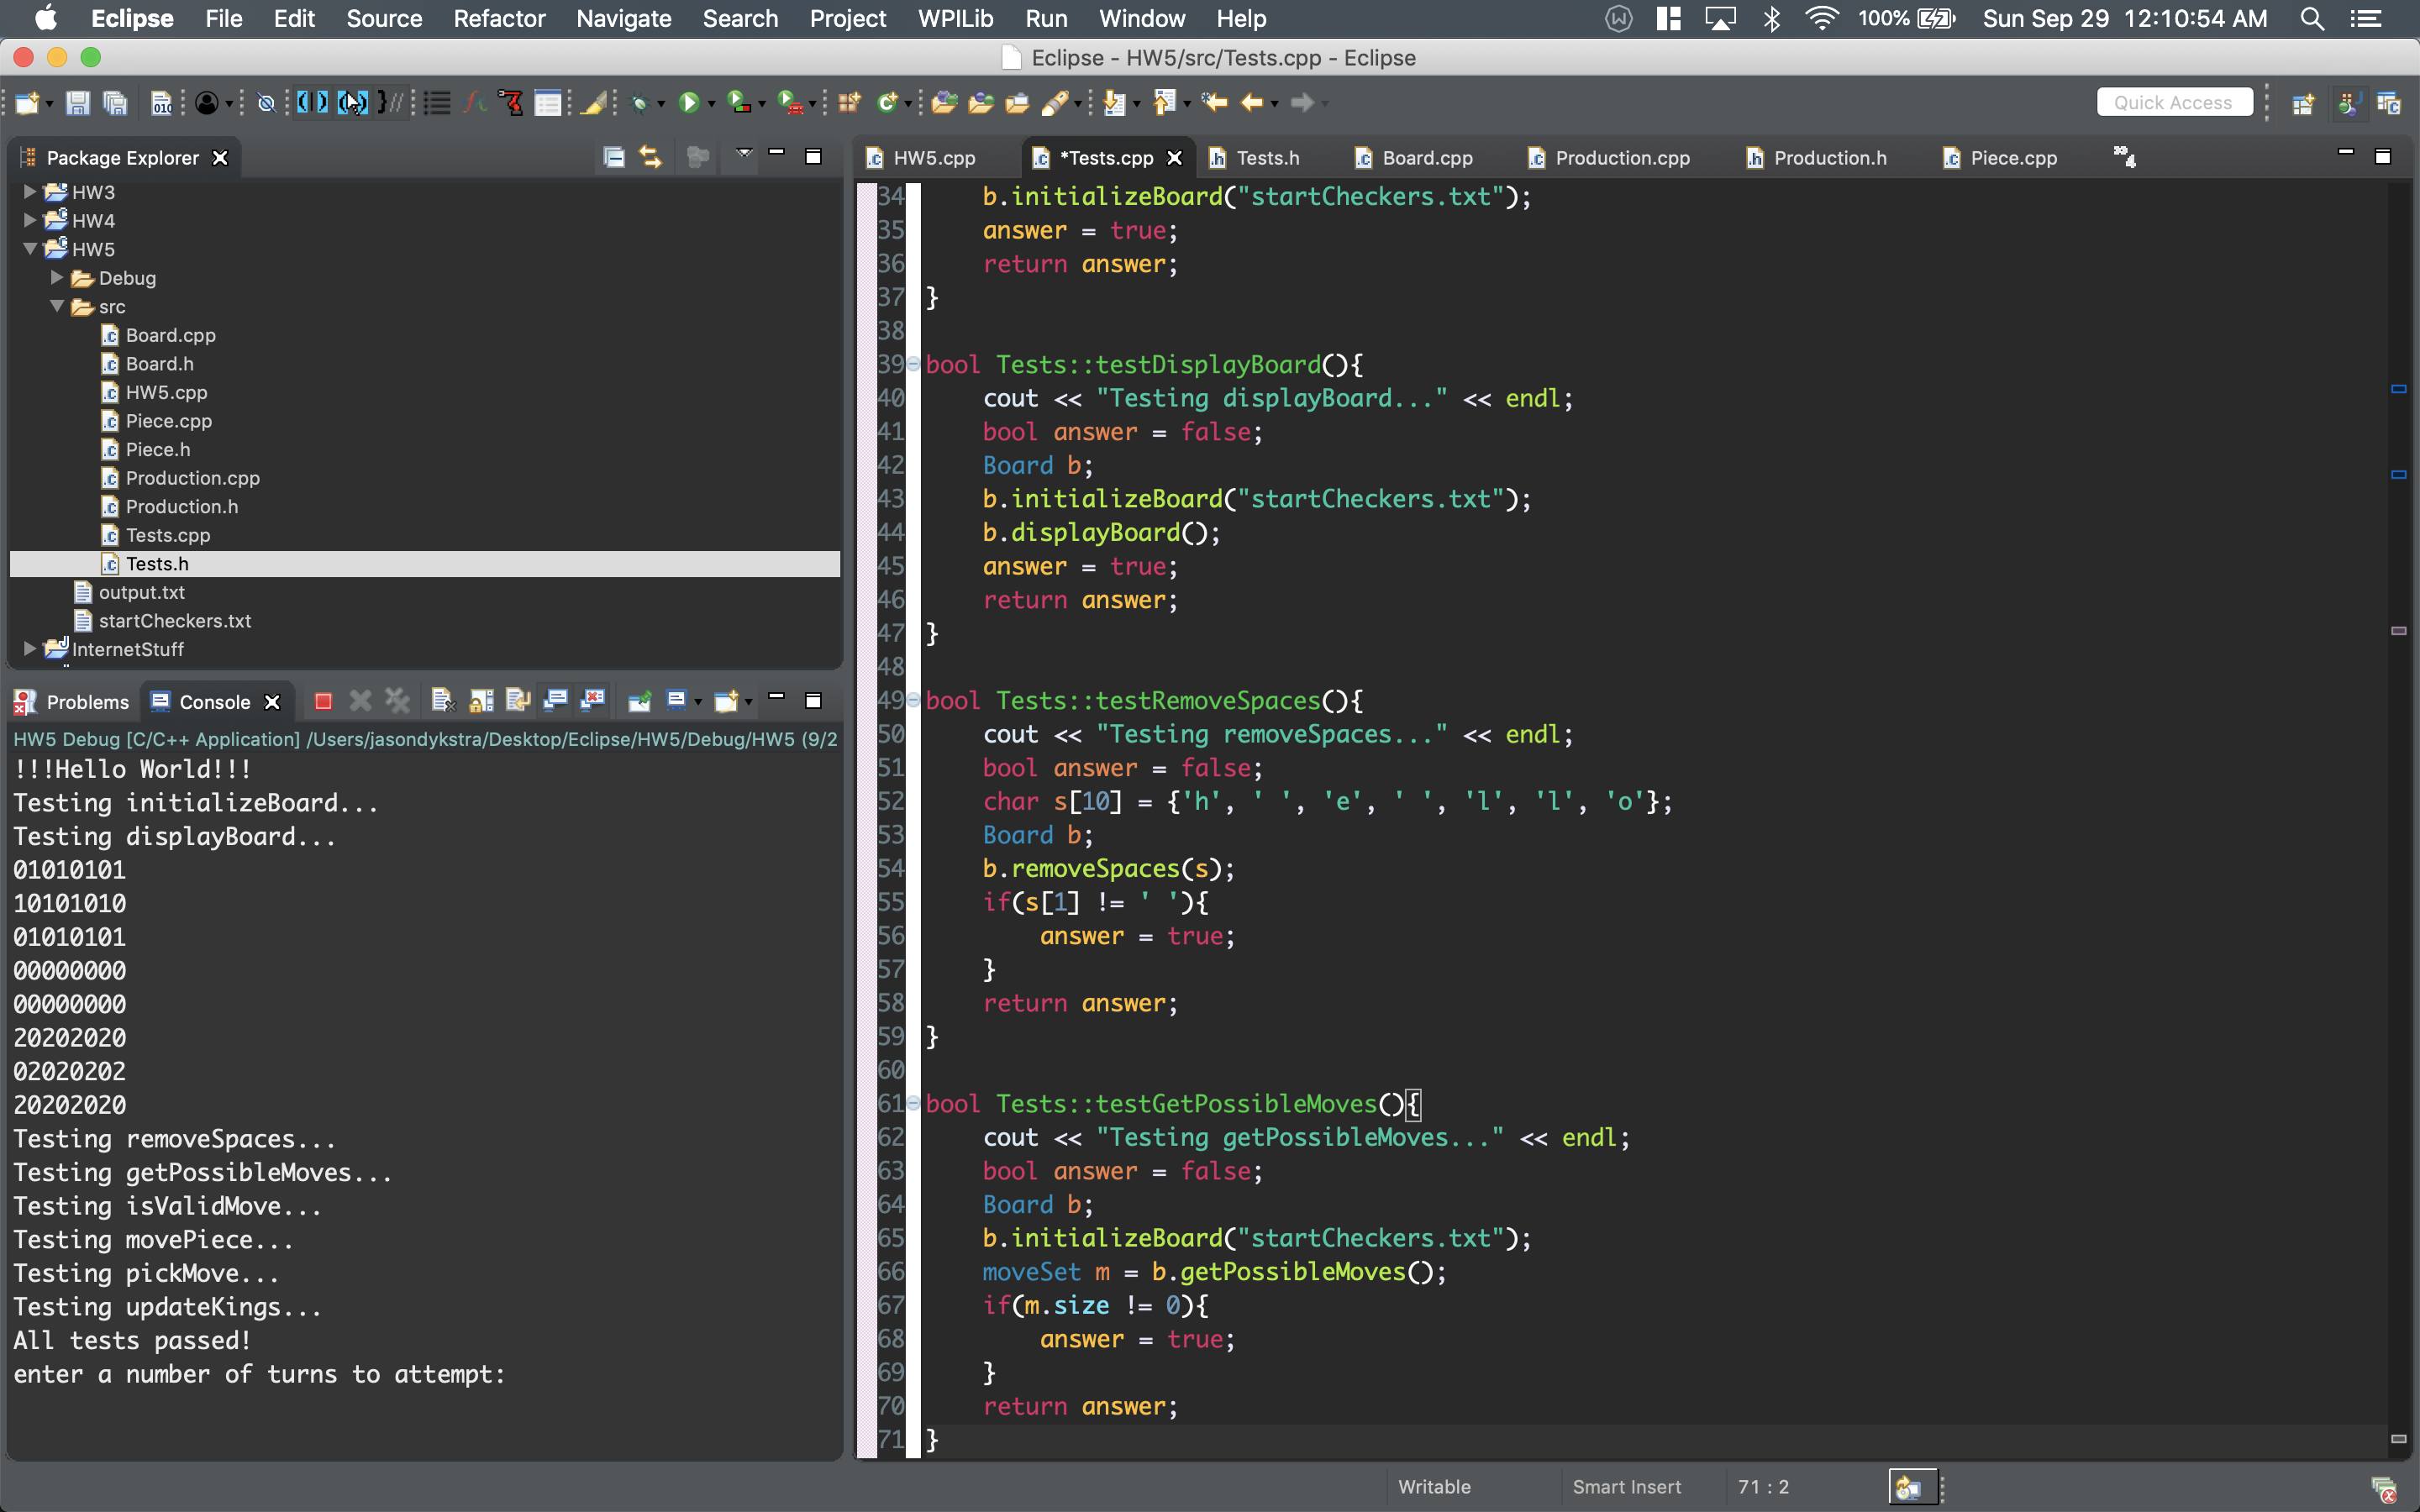 Eclipse File Edit Source Refactor Navigate Search Project WPILib Run Window Help 100% Sun Sep 29 12:10:54 AM
Eclipse - HW5/src/Tests.cpp - Eclipse
Quick Access
Package Explorer
HW3
HW4
HW5
Debug
src
Board.cpp
Board.h
HW5.cpp
Piece.cpp
Piece.h
Production.cpp
Production.h
Tests.cpp
Tests.h
output.txt
startCheckers.txt
InternetStuff
Problems Console
HW5 Debug [C/C++ Application] /Users/jasondykstra/Desktop/Eclipse/HW5/Debug/HW5 (9/2
!!!Hello World!!!
Testing initializeBoard...
Testing displayBoard...
01010101
10101010
01010101
00000000
00000000
20202020
02020202
20202020
Testing removeSpaces...
Testing getPossibleMoves...
Testing isValidMove...
Testing movePiece...
Testing pickMove...
Testing updateKings...
All tests passed!
enter a number of turns to attempt:
HW5.cpp *Tests.cpp Tests.h Board.cpp Production.cpp Production.h Piece.cpp 4
34 b.initializeBoard("startCheckers.txt");
35 answer = true;
36 return answer;
37 }
38
39 bool Tests::testDisplayBoard(){
40 cout << "Testing displayBoard..." << endl;
41 bool answer = false;
42 Board b;
43 b.initializeBoard("startCheckers.txt");
44 b.displayBoard();
45 answer = true;
46 return answer;
47 }
48
49 bool Tests::testRemoveSpaces(){
50 cout << "Testing removeSpaces..." << endl;
51 bool answer = false;
52 char s[10] = {'h', ' ', 'e', ' ', 'l', 'l', 'o'};
53 Board b;
54 b.removeSpaces(s);
55 if(s[1] != ' '){
56 answer = true;
57 }
58 return answer;
59 }
60
61 bool Tests::testGetPossibleMoves(){
62 cout << "Testing getPossibleMoves..." << endl;
63 bool answer = false;
64 Board b;
65 b.initializeBoard("startCheckers.txt");
66 moveSet m = b.getPossibleMoves();
67 if(m.size != 0){
68 answer = true;
69 }
70 return answer;
71 }
Writable Smart Insert 71 : 2